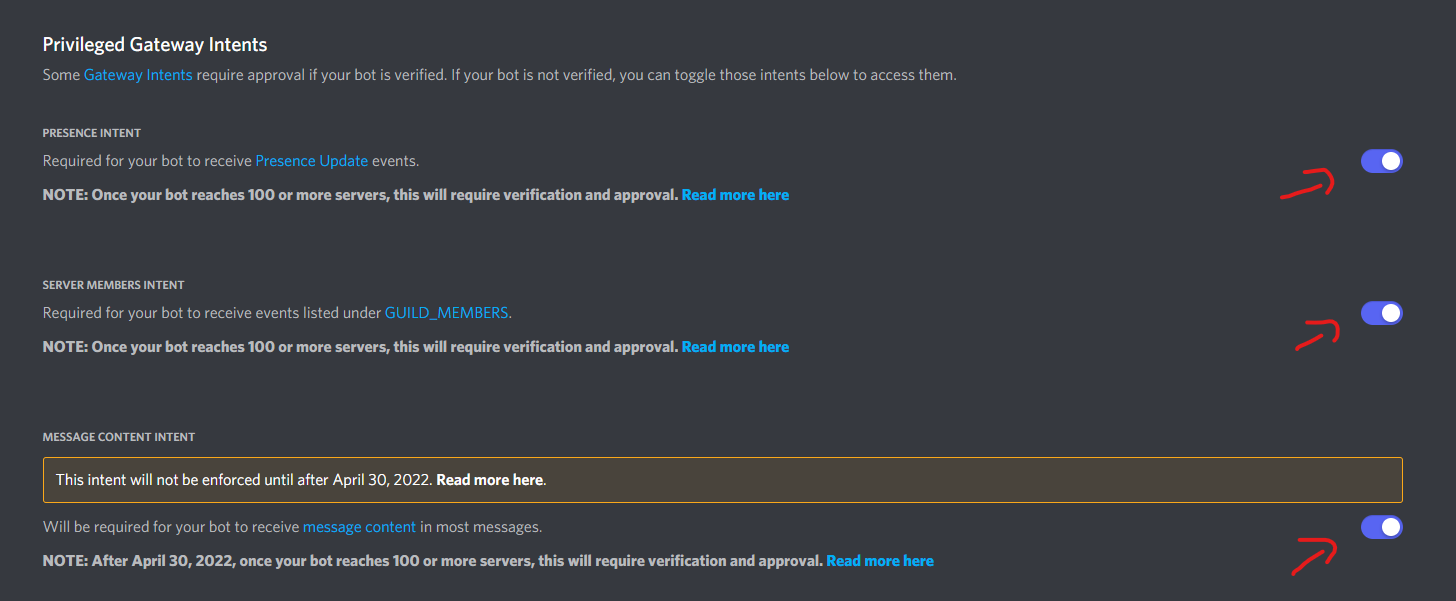 Privileged Gateway Intents
Some Gateway Intents require approval if your bot is verified. If your bot is not verified, you can toggle those intents below to access them.
PRESENCE INTENT
Required for your bot to receive Presence Update events.
NOTE: Once your bot reaches 100 or more servers, this will require verification and approval. Read more here
SERVER MEMBERS INTENT
Required for your bot to receive events listed under GUILD_MEMBERS.
NOTE: Once your bot reaches 100 or more servers, this will require verification and approval. Read more here
MESSAGE CONTENT INTENT
This intent will not be enforced until after April 30, 2022. Read more here.
Will be required for your bot to receive message content in most messages.
NOTE: After April 30, 2022, once your bot reaches 100 or more servers, this will require verification and approval. Read more here